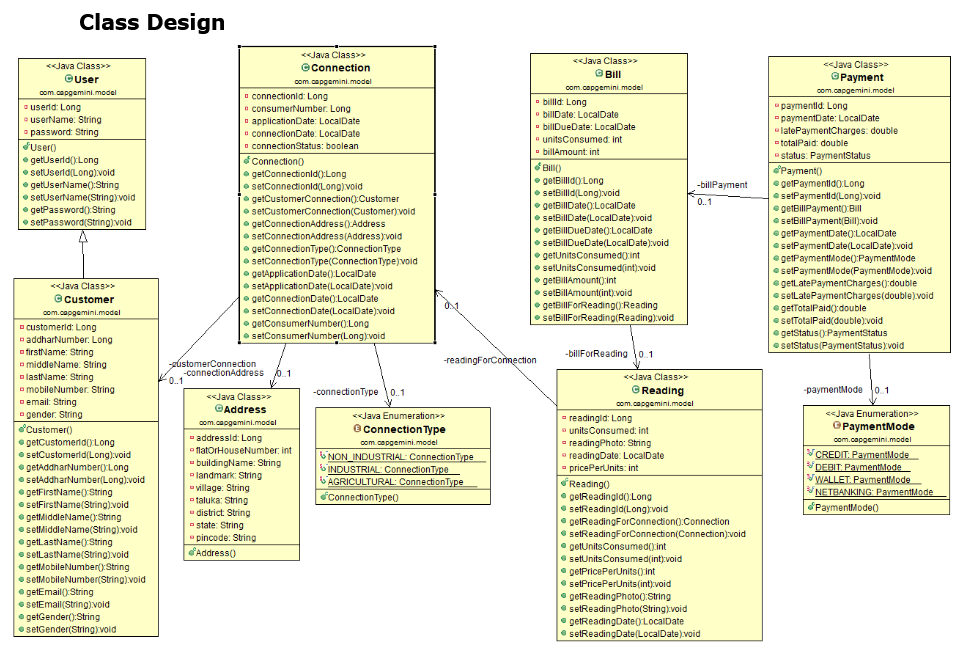 Class Design
<<Java Class>>
User
com.capgemini.model
userId: Long
userName: String
password: String
User()
getUserId():Long
setUserId(Long):void
getUserName():String
setUserName(String):void
getPassword():String
setPassword(String):void
<<Java Class>>
Customer
com.capgemini.model
customerId: Long
addharNumber: Long
firstName: String
middleName: String
lastName: String
mobileNumber: String
email: String
gender: String
Customer()
getCustomerId():Long
setCustomerId(Long):void
getAddharNumber():Long
setAddharNumber(Long):void
getFirstName():String
setFirstName(String):void
getMiddleName():String
setMiddleName(String):void
getLastName():String
setLastName(String):void
getMobileNumber():String
setMobileNumber(String):void
getEmail():String
setEmail(String):void
getGender():String
setGender(String):void
<<Java Class>>
Connection
com.capgemini.model
connectionId: Long
consumerNumber: Long
applicationDate: LocalDate
connectionDate: LocalDate
connectionStatus: boolean
Connection()
getConnectionId():Long
setConnectionId(Long):void
getCustomerConnection():Customer
setCustomerConnection(Customer):void
getConnectionAddress():Address
setConnectionAddress(Address):void
getConnectionType():ConnectionType
setConnectionType(ConnectionType):void
getApplicationDate():LocalDate
setApplicationDate(LocalDate):void
getConnectionDate():LocalDate
setConnectionDate(LocalDate):void
getConsumerNumber():Long
setConsumerNumber(Long):void
-customerConnection
0..1
-connectionAddress
0..1
-connectionType
0..1
<<Java Class>>
Address
com.capgemini.model
addressId: Long
flatOrHouseNumber: int
buildingName: String
landmark: String
village: String
taluka: String
district: String
state: String
pincode: String
Address()
<<Java Enumeration>>
ConnectionType
com.capgemini.model
NON_INDUSTRIAL: ConnectionType
INDUSTRIAL: ConnectionType
AGRICULTURAL: ConnectionType
ConnectionType()
0..1
-readingForConnection
<<Java Class>>
Bill
com.capgemini.model
billId: Long
billDate: LocalDate
billDueDate: LocalDate
unitsConsumed: int
billAmount: int
Bill()
getBillId():Long
setBillId(Long):void
getBillDate():LocalDate
setBillDate(LocalDate):void
getBillDueDate():LocalDate
setBillDueDate(LocalDate):void
getUnitsConsumed():int
setUnitsConsumed(int):void
getBillAmount():int
setBillAmount(int):void
getBillForReading():Reading
setBillForReading(Reading):void
-billForReading
0..1
<<Java Class>>
Reading
com.capgemini.model
readingId: Long
unitsConsumed: int
readingPhoto: String
readingDate: LocalDate
pricePerUnits: int
Reading()
getReadingId():Long
setReadingId(Long):void
getReadingForConnection():Connection
setReadingForConnection(Connection):void
getUnitsConsumed():int
setUnitsConsumed(int):void
getPricePerUnits():int
setPricePerUnits(int):void
getReadingPhoto():String
setReadingPhoto(String):void
getReadingDate():LocalDate
setReadingDate(LocalDate):void
-billPayment
0..1
<<Java Class>>
Payment
com.capgemini.model
paymentId: Long
paymentDate: LocalDate
latePaymentCharges: double
totalPaid: double
status: PaymentStatus
Payment()
getPaymentId():Long
setPaymentId(Long):void
getBillPayment():Bill
setBillPayment(Bill):void
getPaymentDate():LocalDate
setPaymentDate(LocalDate):void
getPaymentMode():PaymentMode
setPaymentMode(PaymentMode):void
getLatePaymentCharges():double
setLatePaymentCharges(double):void
getTotalPaid():double
setTotalPaid(double):void
getStatus():PaymentStatus
setStatus(PaymentStatus):void
-paymentMode
0..1
<<Java Enumeration>>
PaymentMode
com.capgemini.model
CREDIT: PaymentMode
DEBIT: PaymentMode
WALLET: PaymentMode
NETBANKING: PaymentMode
PaymentMode()